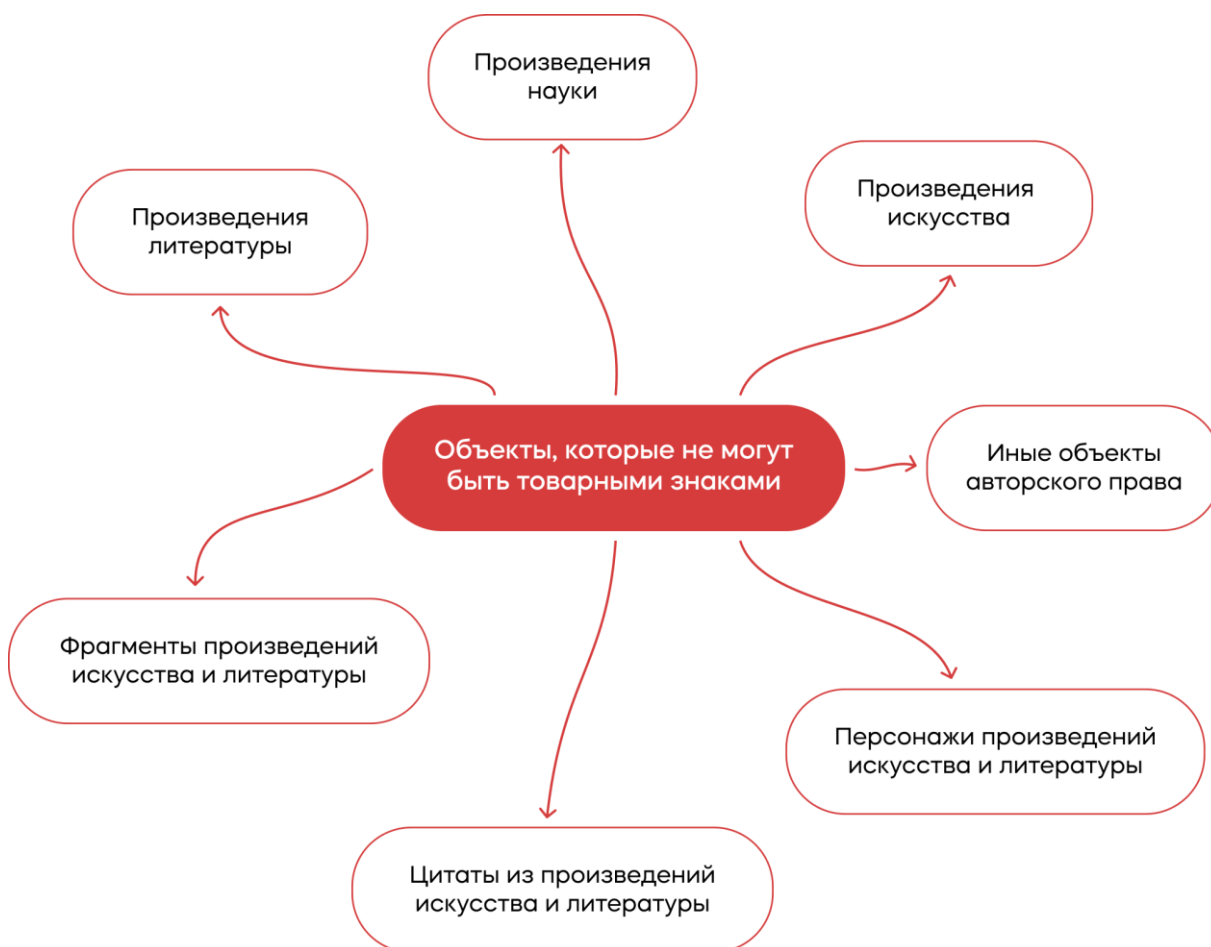 Произведения
науки
Произведения
литературы
Произведения
искусства
Объекты, которые не могут
быть товарными знаками
Иные объекты
авторского права
Фрагменты произведений
искусства и литературы
Персонажи произведений
искусства и литературы
Цитаты из произведений
искусства и литературы